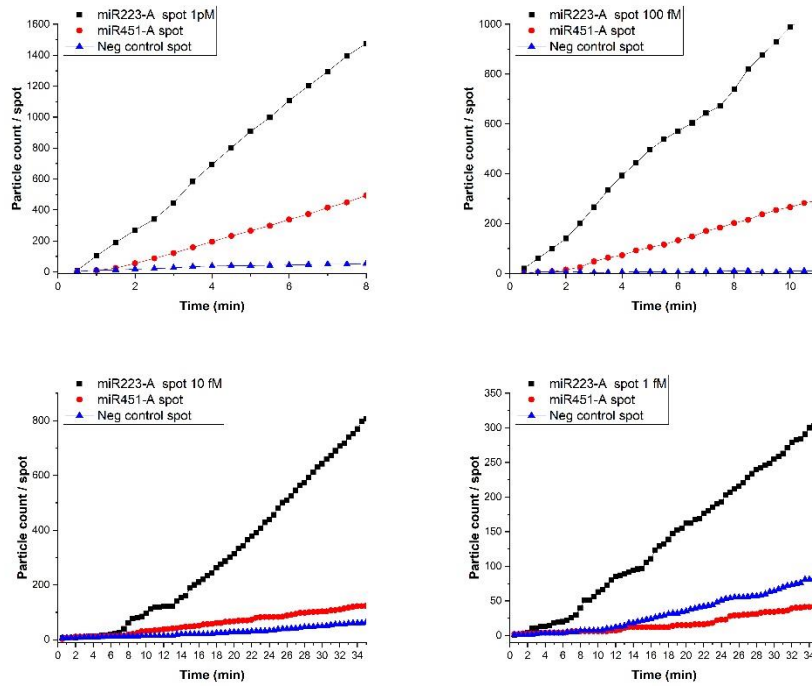 miR223-A spot 1pM
miR451-A spot
Neg control spot
1600
1400
1200
1000
800
600
400
200
0
Particle count / spot
0 2 4 6 8
Time (min)
miR223-A spot 100 fM
miR451-A spot
Neg control spot
1000
800
600
400
200
0
Particle count / spot
0 2 4 6 8 10
Time (min)
miR223-A spot 10 fM
miR451-A spot
Neg control spot
800
600
400
200
0
Particle count / spot
0 2 4 6 8 10 12 14 16 18 20 22 24 26 28 30 32 34
Time (min)
miR223-A spot 1 fM
miR451-A spot
Neg control spot
350
300
250
200
150
100
50
0
Particle count / spot
0 2 4 6 8 10 12 14 16 18 20 22 24 26 28 30 32 34
Time (min)